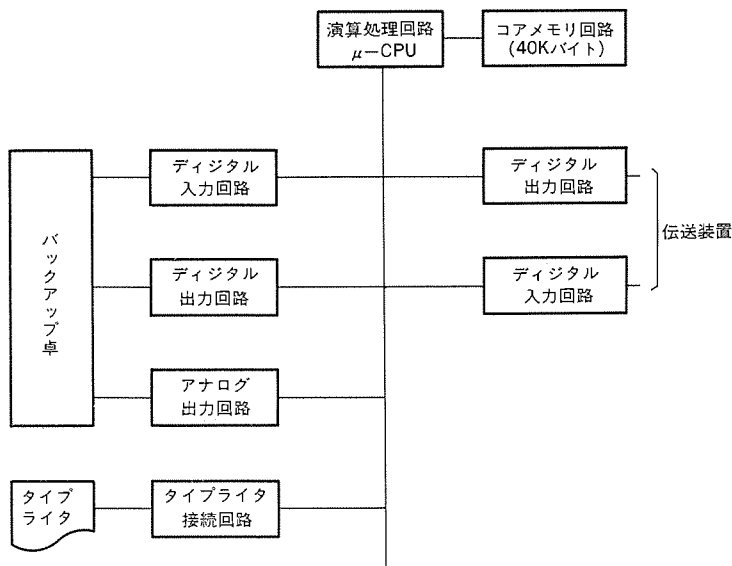 演算処理回路
μ-CPU
コアメモリ回路
(40Kバイト)
ディジタル
入力回路
ディジタル
出力回路
バックアップ卓
伝送装置
ディジタル
出力回路
ディジタル
入力回路
アナログ
出力回路
タイプ
ライタ
タイプライタ
接続回路